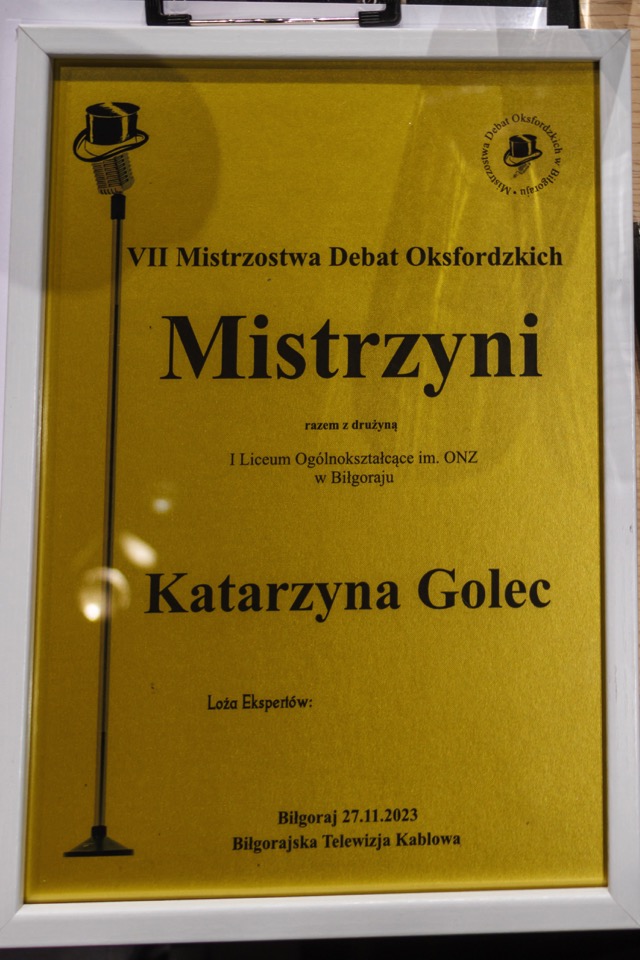 Mistrzostwa Debat Oksfordzkich w Biłgoraju •
VII Mistrzostwa Debat Oksfordzkich
Mistrzyni
razem z drużyną
I Liceum Ogólnokształcące im. ONZ
w Biłgoraju
Katarzyna Golec
Loża Ekspertów:
Biłgoraj 27.11.2023
Biłgorajska Telewizja Kablowa